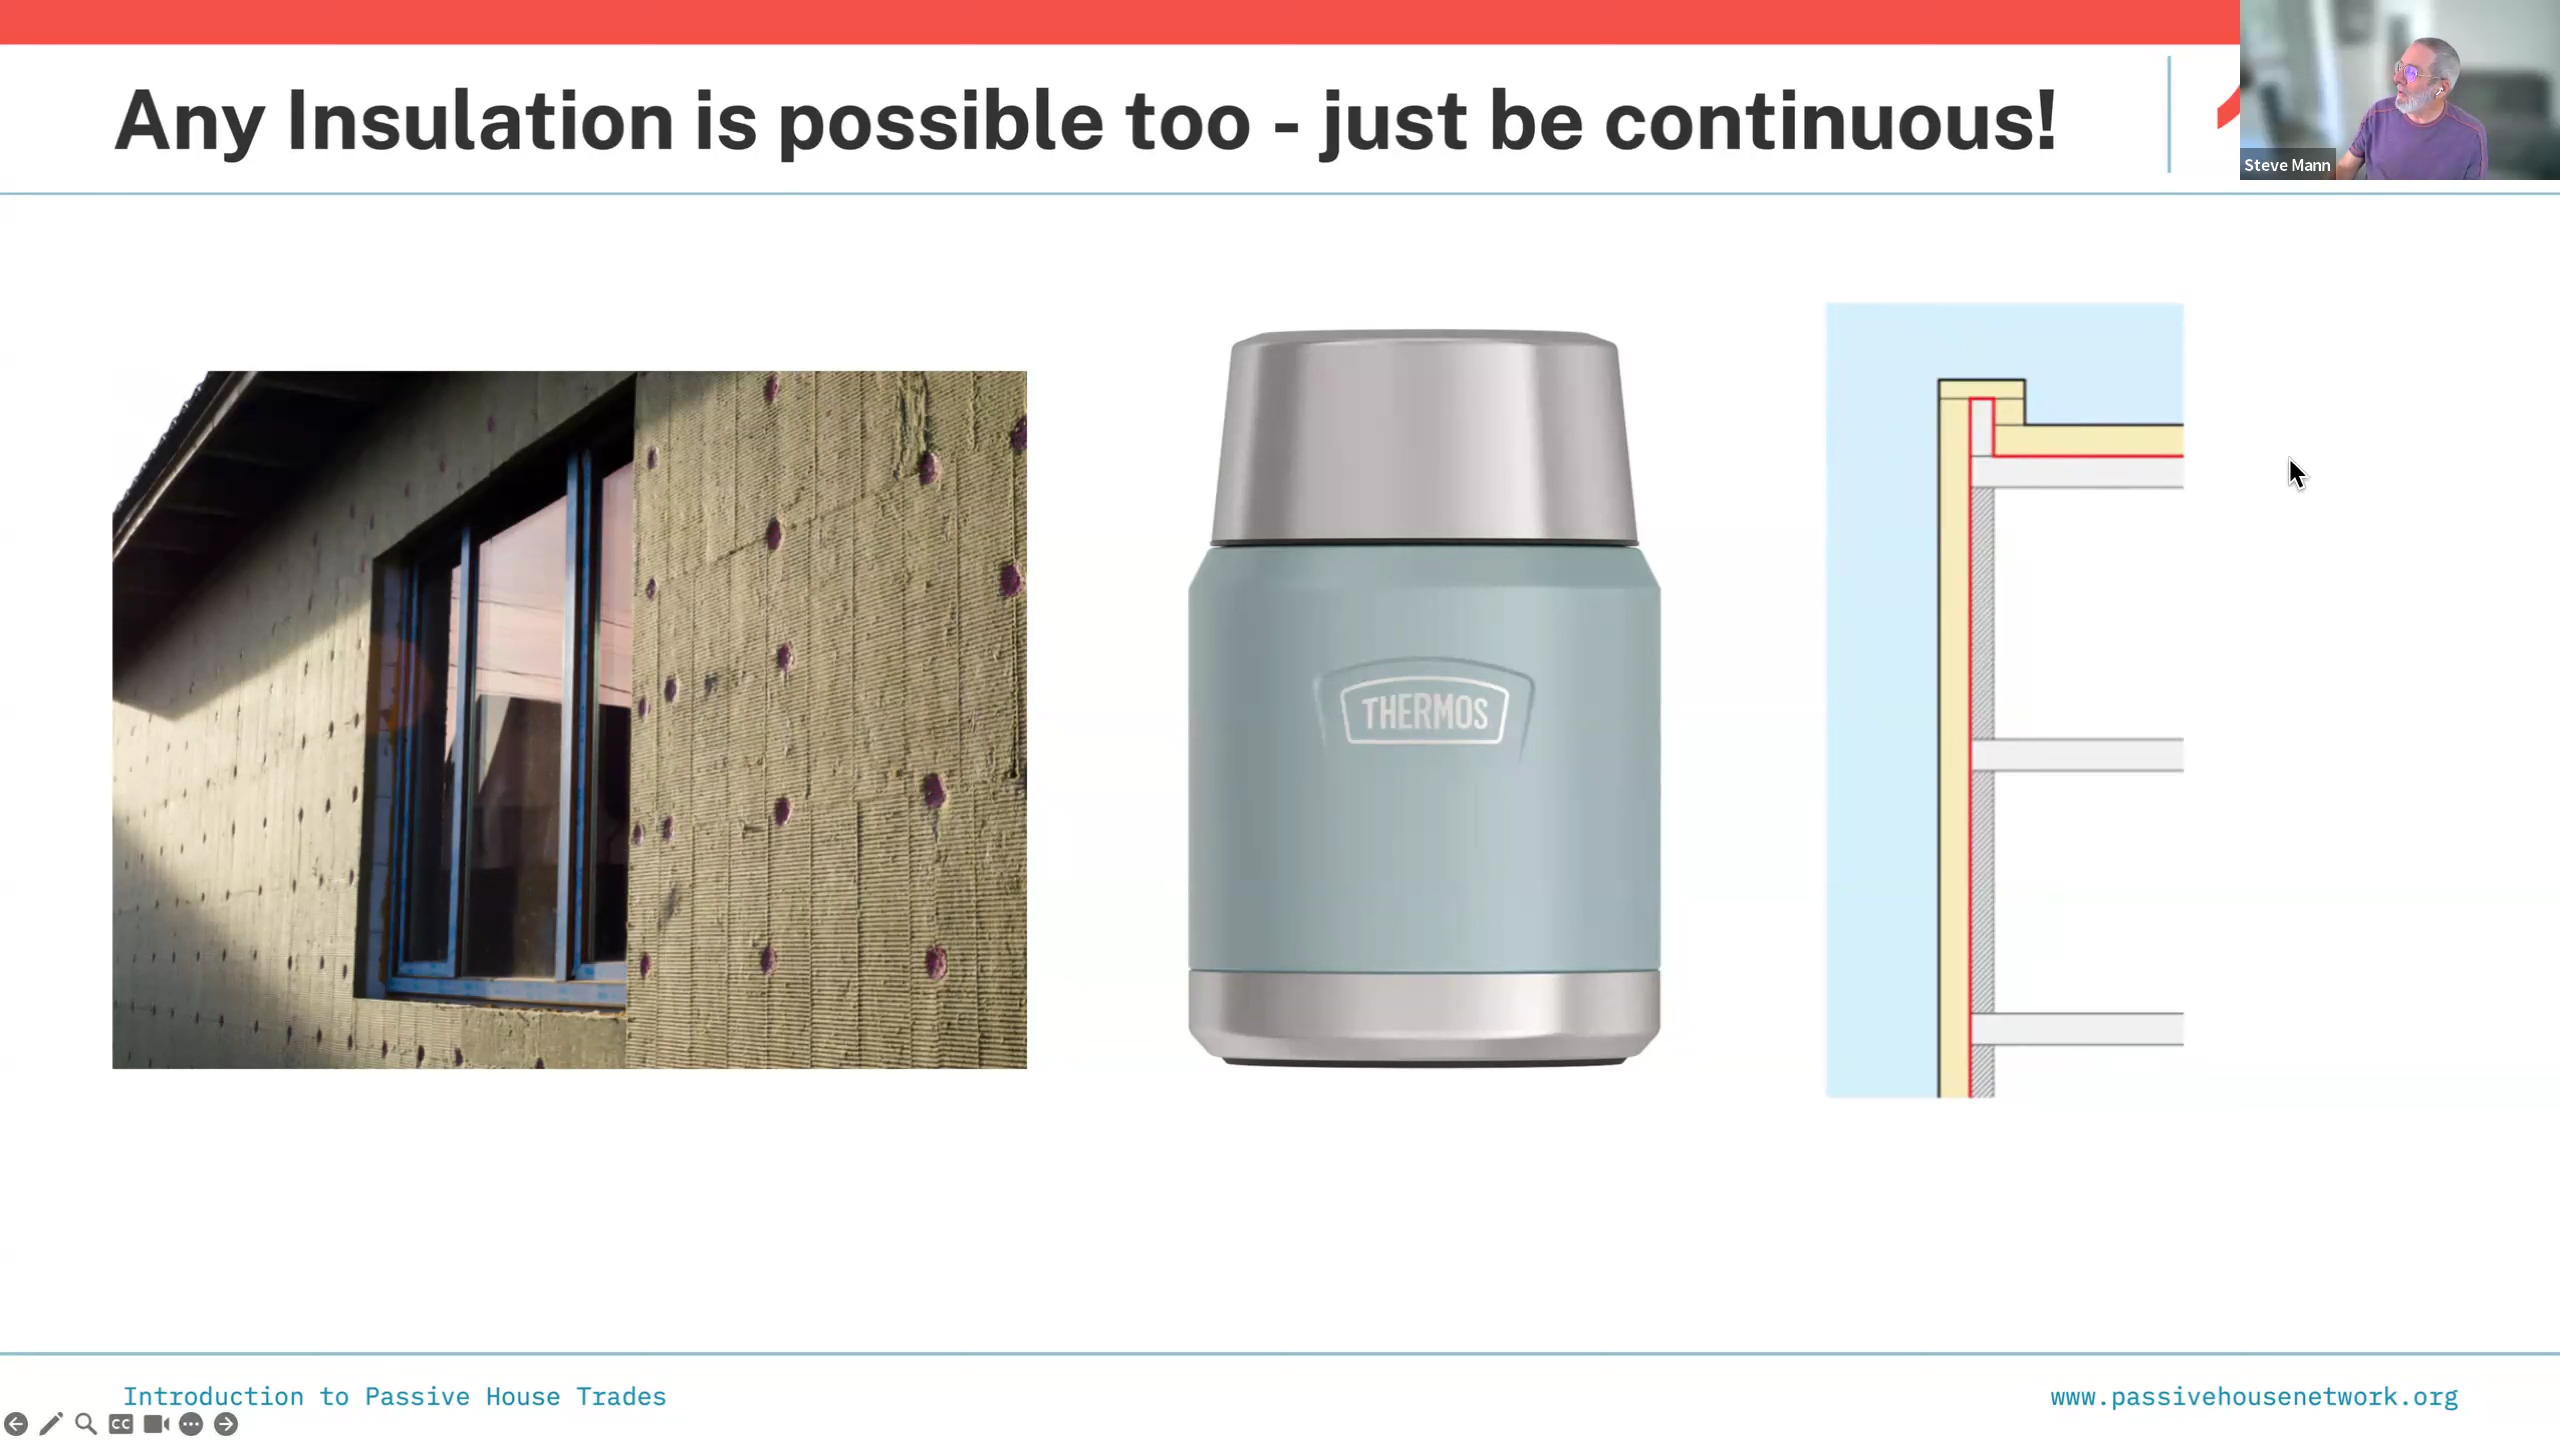 Any Insulation is possible too - just be continuous!
Steve Mann
THERMOS
Introduction to Passive House Trades
www.passivehousenetwork.org
CC